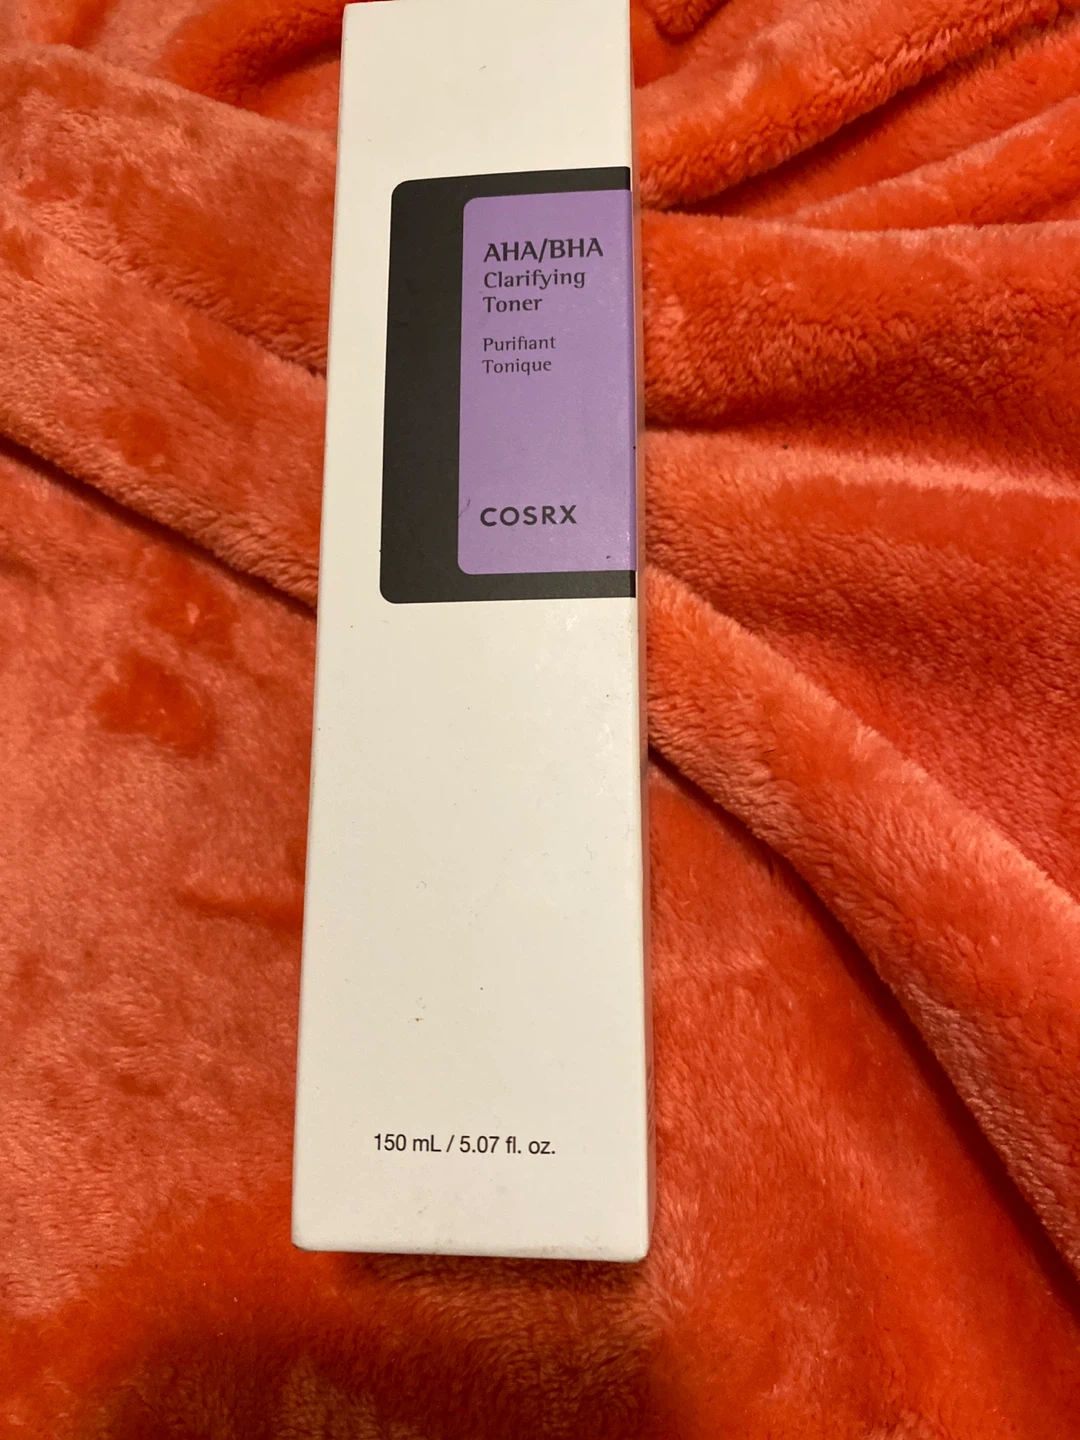 AHA/BHA
Clarifying
Toner
Purifiant
Tonique
COSRX
150 mL / 5.07 fl. oz.